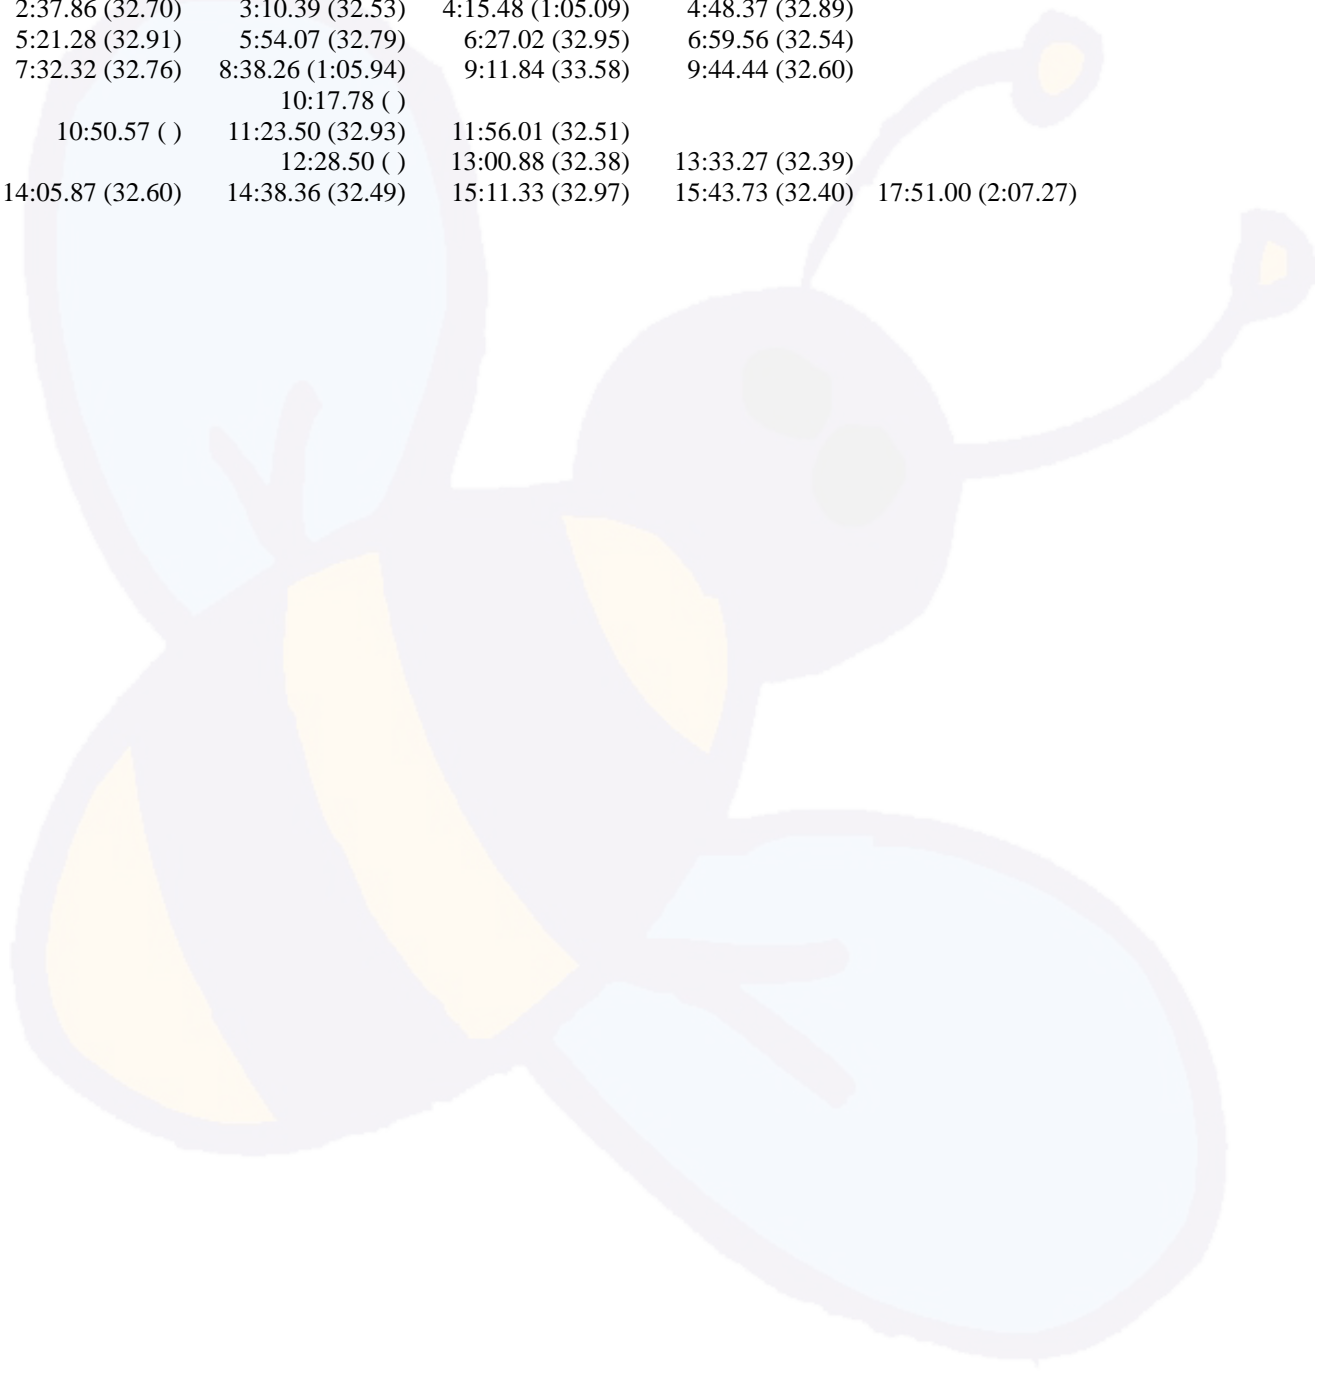 2:37.86 (32.70) 3:10.39 (32.53) 4:15.48 (1:05.09) 4:48.37 (32.89)
5:21.28 (32.91) 5:54.07 (32.79) 6:27.02 (32.95) 6:59.56 (32.54)
7:32.32 (32.76) 8:38.26 (1:05.94) 9:11.84 (33.58) 9:44.44 (32.60)
10:17.78 ( )
10:50.57 ( ) 11:23.50 (32.93) 11:56.01 (32.51)
12:28.50 ( ) 13:00.88 (32.38) 13:33.27 (32.39)
14:05.87 (32.60) 14:38.36 (32.49) 15:11.33 (32.97) 15:43.73 (32.40) 17:51.00 (2:07.27)